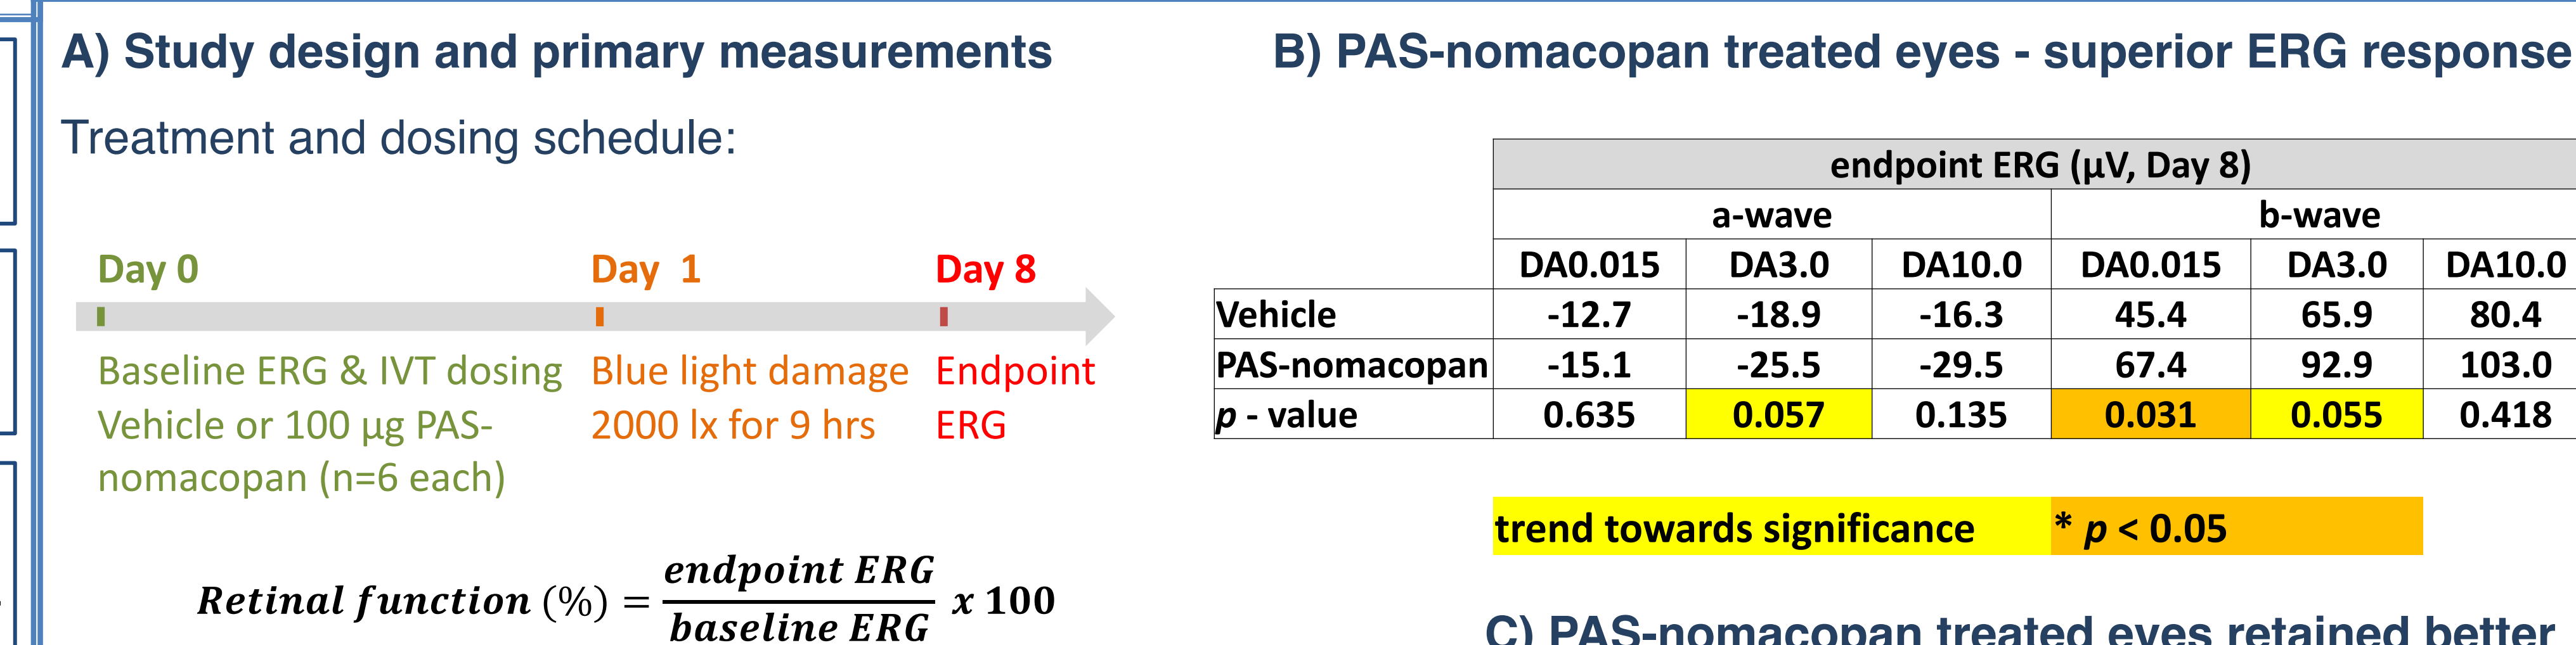 A) Study design and primary measurements
Treatment and dosing schedule:
Day 0 Day 1 Day 8
Baseline ERG & IVT dosing
Vehicle or 100 µg PAS-
nomacopan (n=6 each)
Blue light damage
2000 lx for 9 hrs
Endpoint
ERG
Retinal function (%) = endpoint ERG / baseline ERG x 100
B) PAS-nomacopan treated eyes - superior ERG response
endpoint ERG (µV, Day 8)
a-wave b-wave
DA0.015 DA3.0 DA10.0 DA0.015 DA3.0 DA10.0
Vehicle -12.7 -18.9 -16.3 45.4 65.9 80.4
PAS-nomacopan -15.1 -25.5 -29.5 67.4 92.9 103.0
p - value 0.635 0.057 0.135 0.031 0.055 0.418
trend towards significance * p < 0.05
C) PAS-nomacopan treated eyes retained better